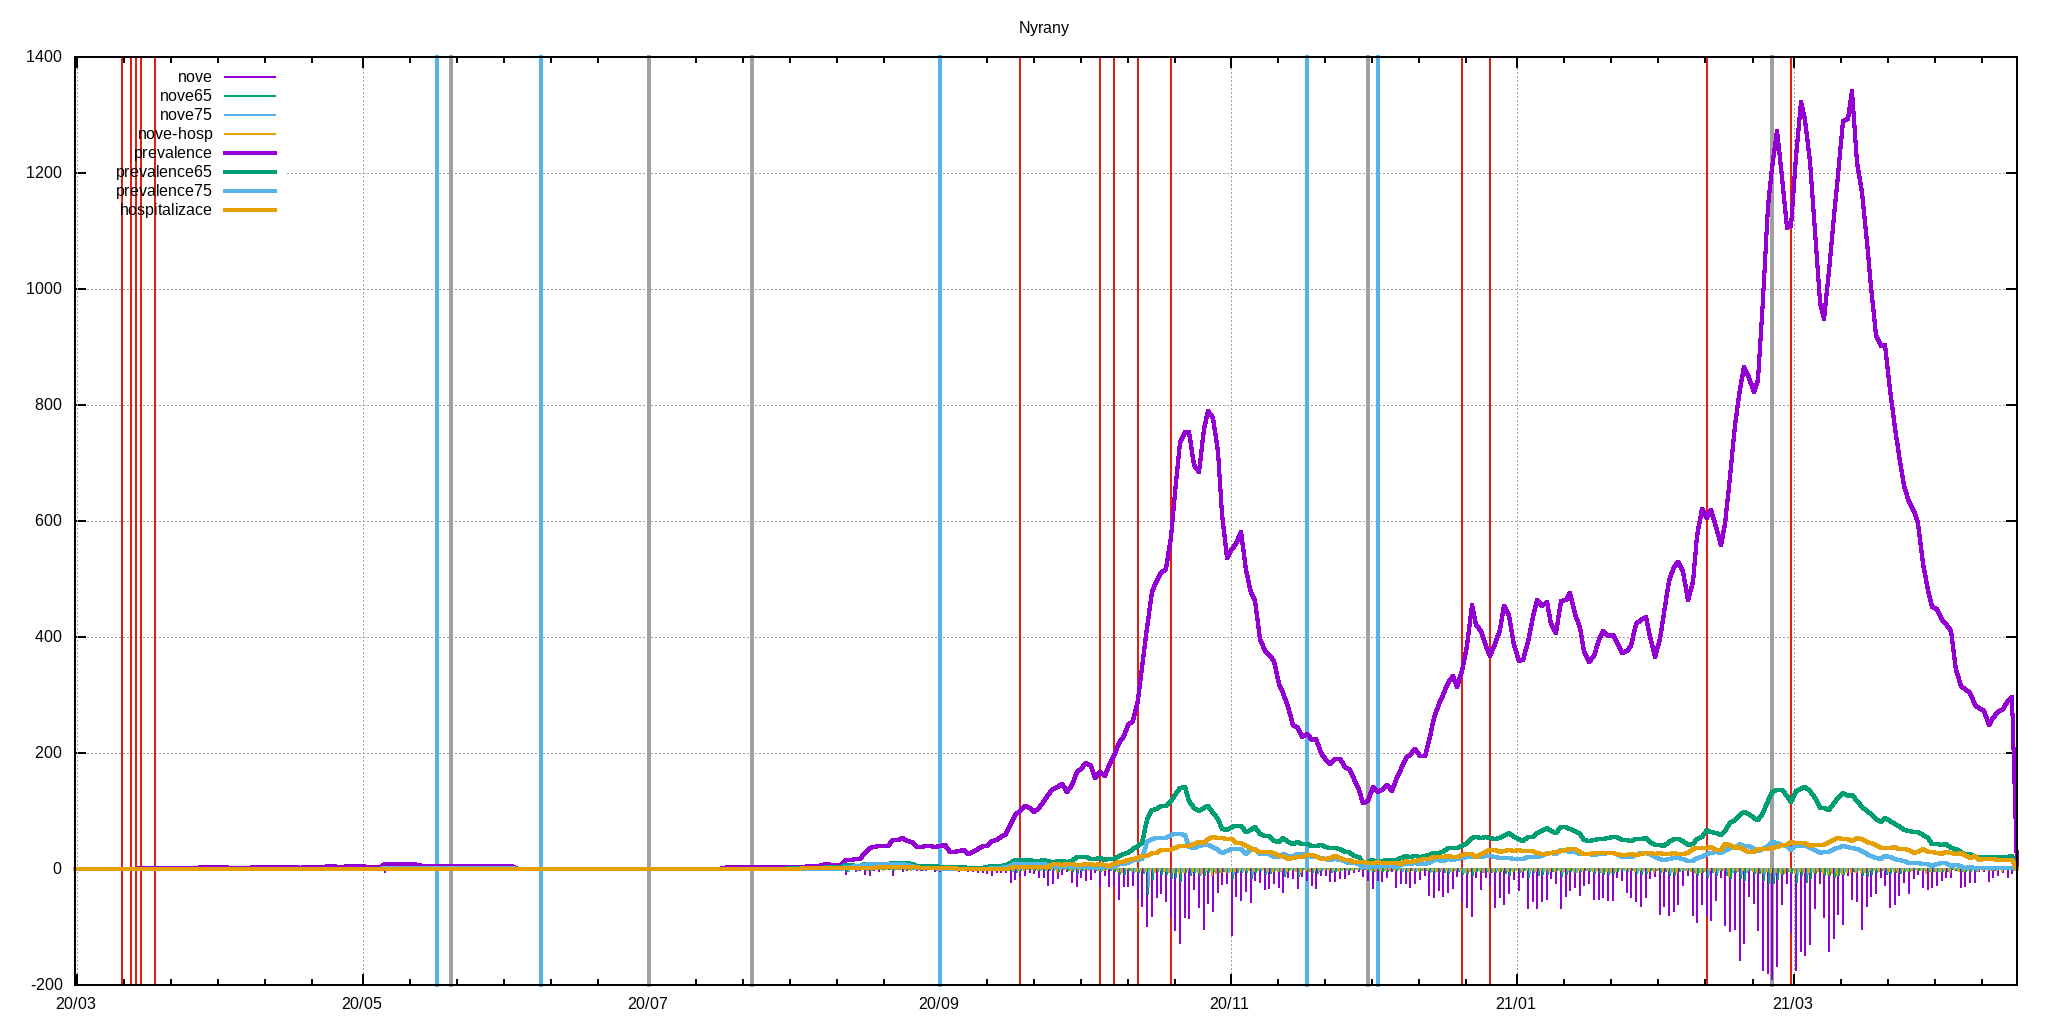 Nyrany
1400
1200
1000
800
600
400
200
0
-200
nove
nove65
nove75
nove-hosp
prevalence
prevalence65
prevalence75
hospitalizace
20/03 20/05 20/07 20/09 20/11 21/01 21/03